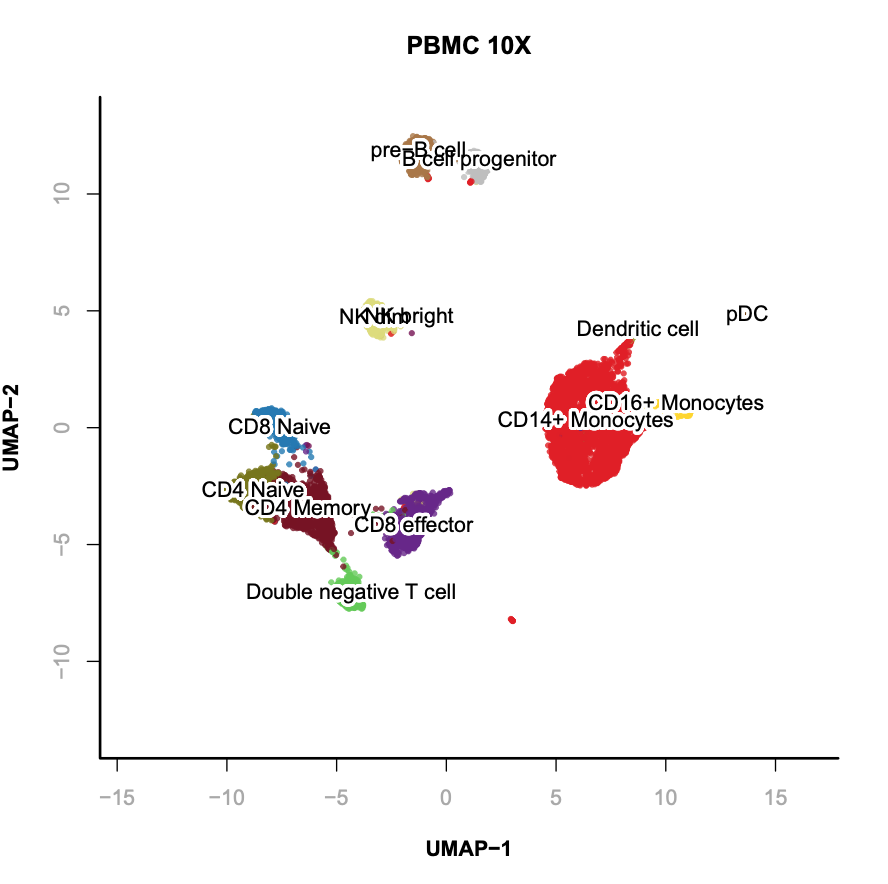 PBMC 10X
pre−B cell
B cell progenitor
NK dim
NK bright
pDC
Dendritic cell
CD16+ Monocytes
CD14+ Monocytes
CD8 Naive
CD4 Naive
CD4 Memory
CD8 effector
Double negative T cell
UMAP−2
10
5
0
−5
−10
−15
−10
−5
0
5
10
15
UMAP−1